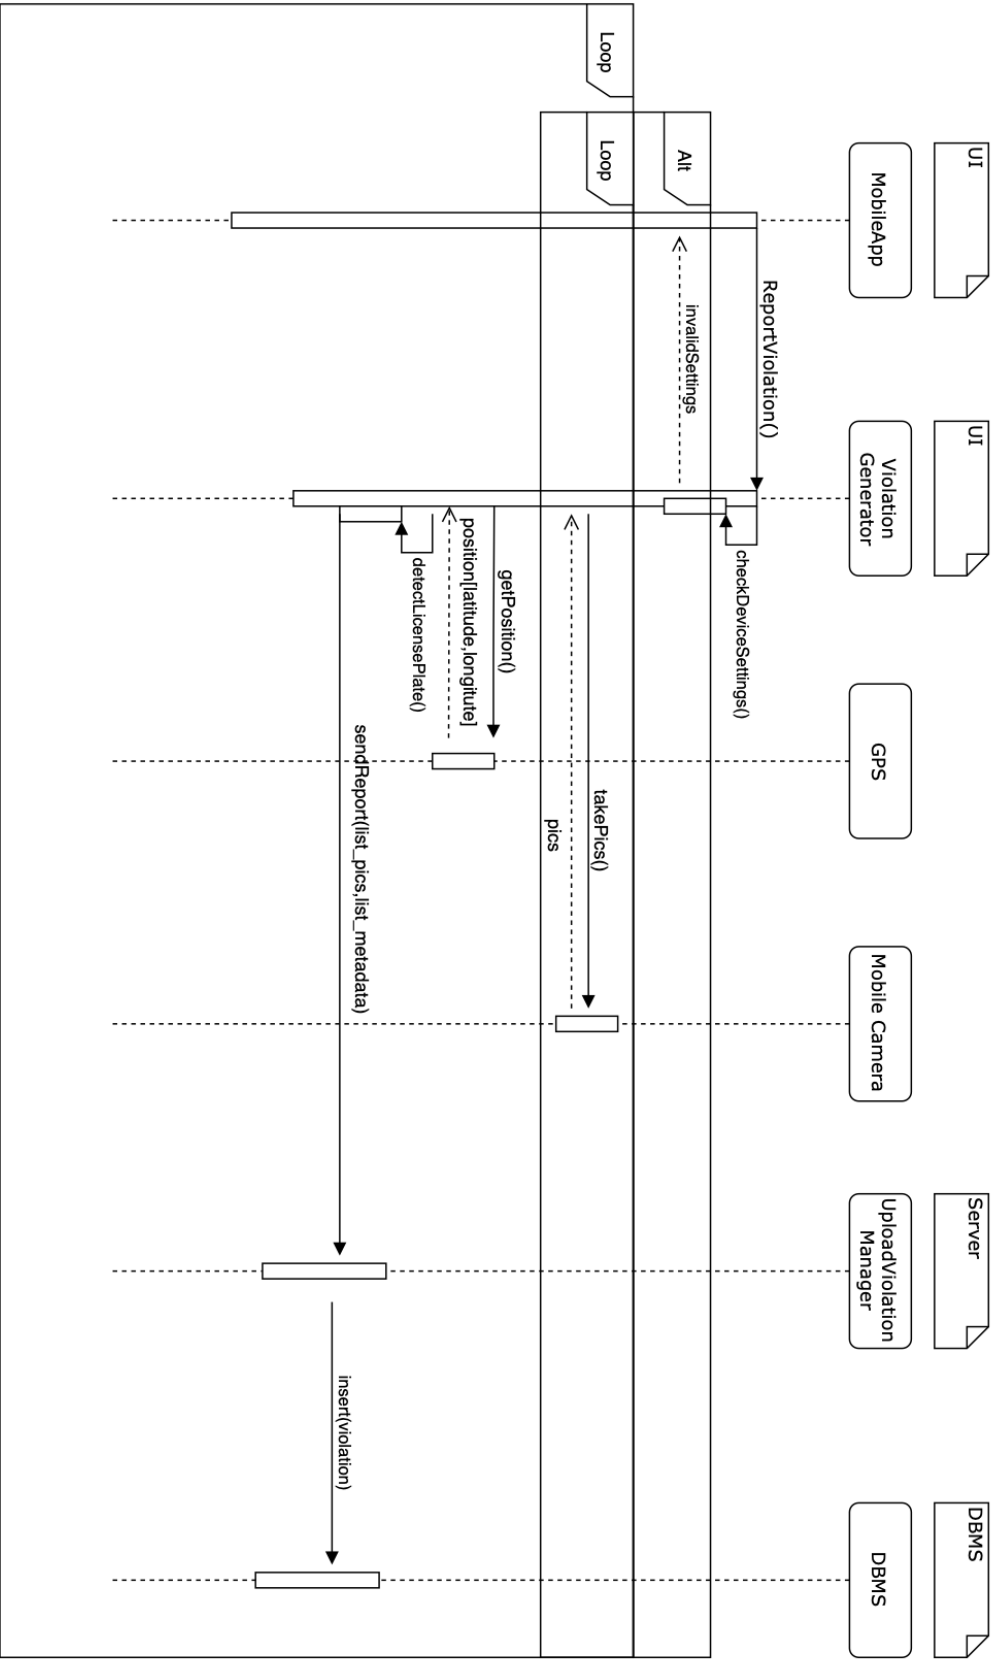 UI
UI
Server
DBMS
MobileApp
Violation
Generator
GPS
Mobile Camera
UploadViolation
Manager
DBMS
ReportViolation()
checkDeviceSettings()
Alt
invalidSettings
Loop
Loop
takePics()
pics
getPosition()
position[latitude,longitute]
detectLicensePlate()
sendReport(list_pics,list_metadata)
insert(violation)